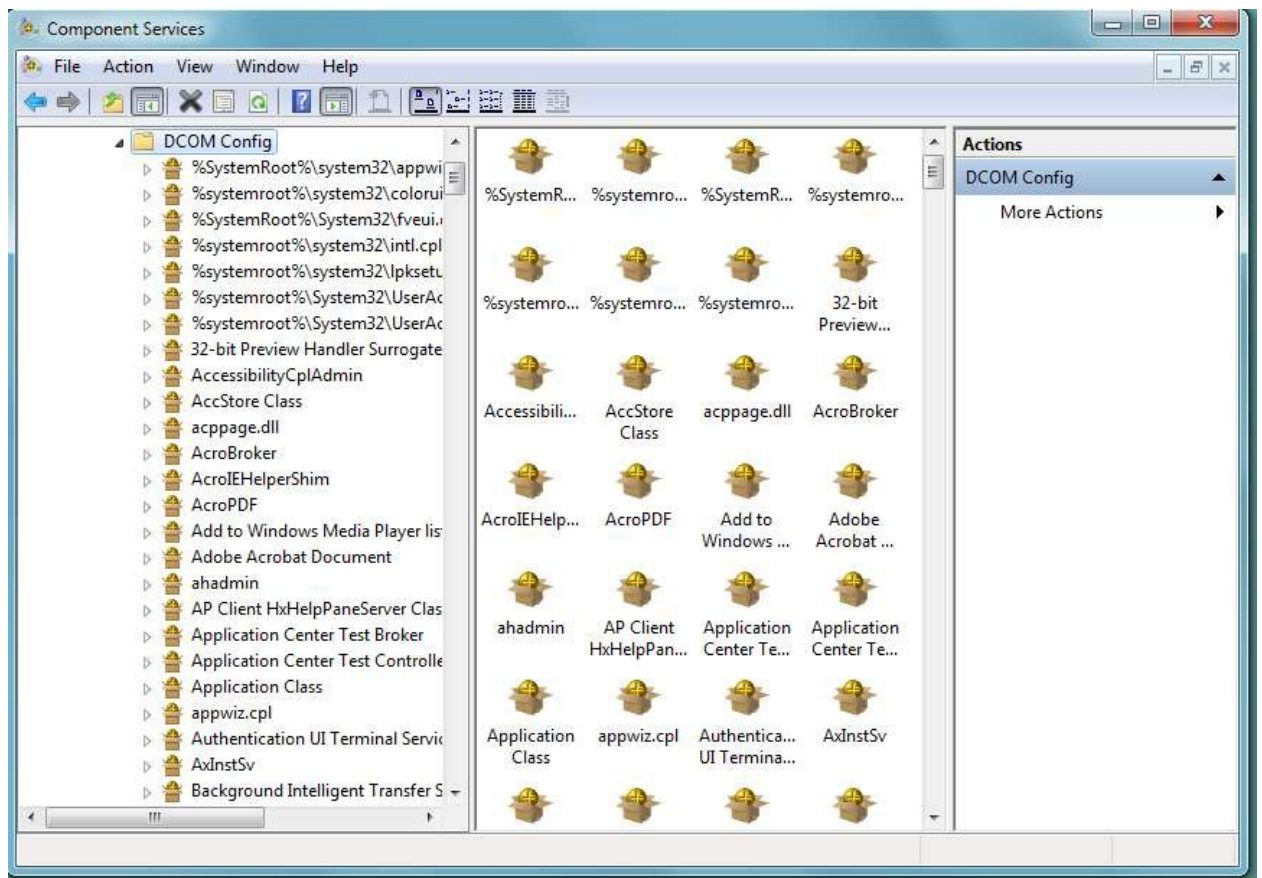 Component Services
File Action View Window Help
DCOM Config
%SystemRoot%\system32\appwi
%systemroot%\system32\colorui
%SystemRoot%\System32\fveui.
%systemroot%\system32\intl.cpl
%systemroot%\system32\lpksetu
%systemroot%\System32\UserAc
%systemroot%\System32\UserAc
32-bit Preview Handler Surrogate
AccessibilityCplAdmin
AccStore Class
acppage.dll
AcroBroker
AcroIEHelperShim
AcroPDF
Add to Windows Media Player lis
Adobe Acrobat Document
ahadmin
AP Client HxHelpPaneServer Clas
Application Center Test Broker
Application Center Test Controlle
Application Class
appwiz.cpl
Authentication UI Terminal Servic
AxInstSv
Background Intelligent Transfer S
%SystemR... %systemro... %SystemR... %systemro...
%systemro... %systemro... %systemro... 32-bit
Preview...
Accessibili... AccStore acppage.dll AcroBroker
Class
AcroIEHelp... AcroPDF Add to Adobe
Windows ... Acrobat ...
ahadmin AP Client Application Application
HxHelpPan... Center Te... Center Te...
Application appwiz.cpl Authentica... AxInstSv
Class UI Termina...
Actions
DCOM Config
More Actions